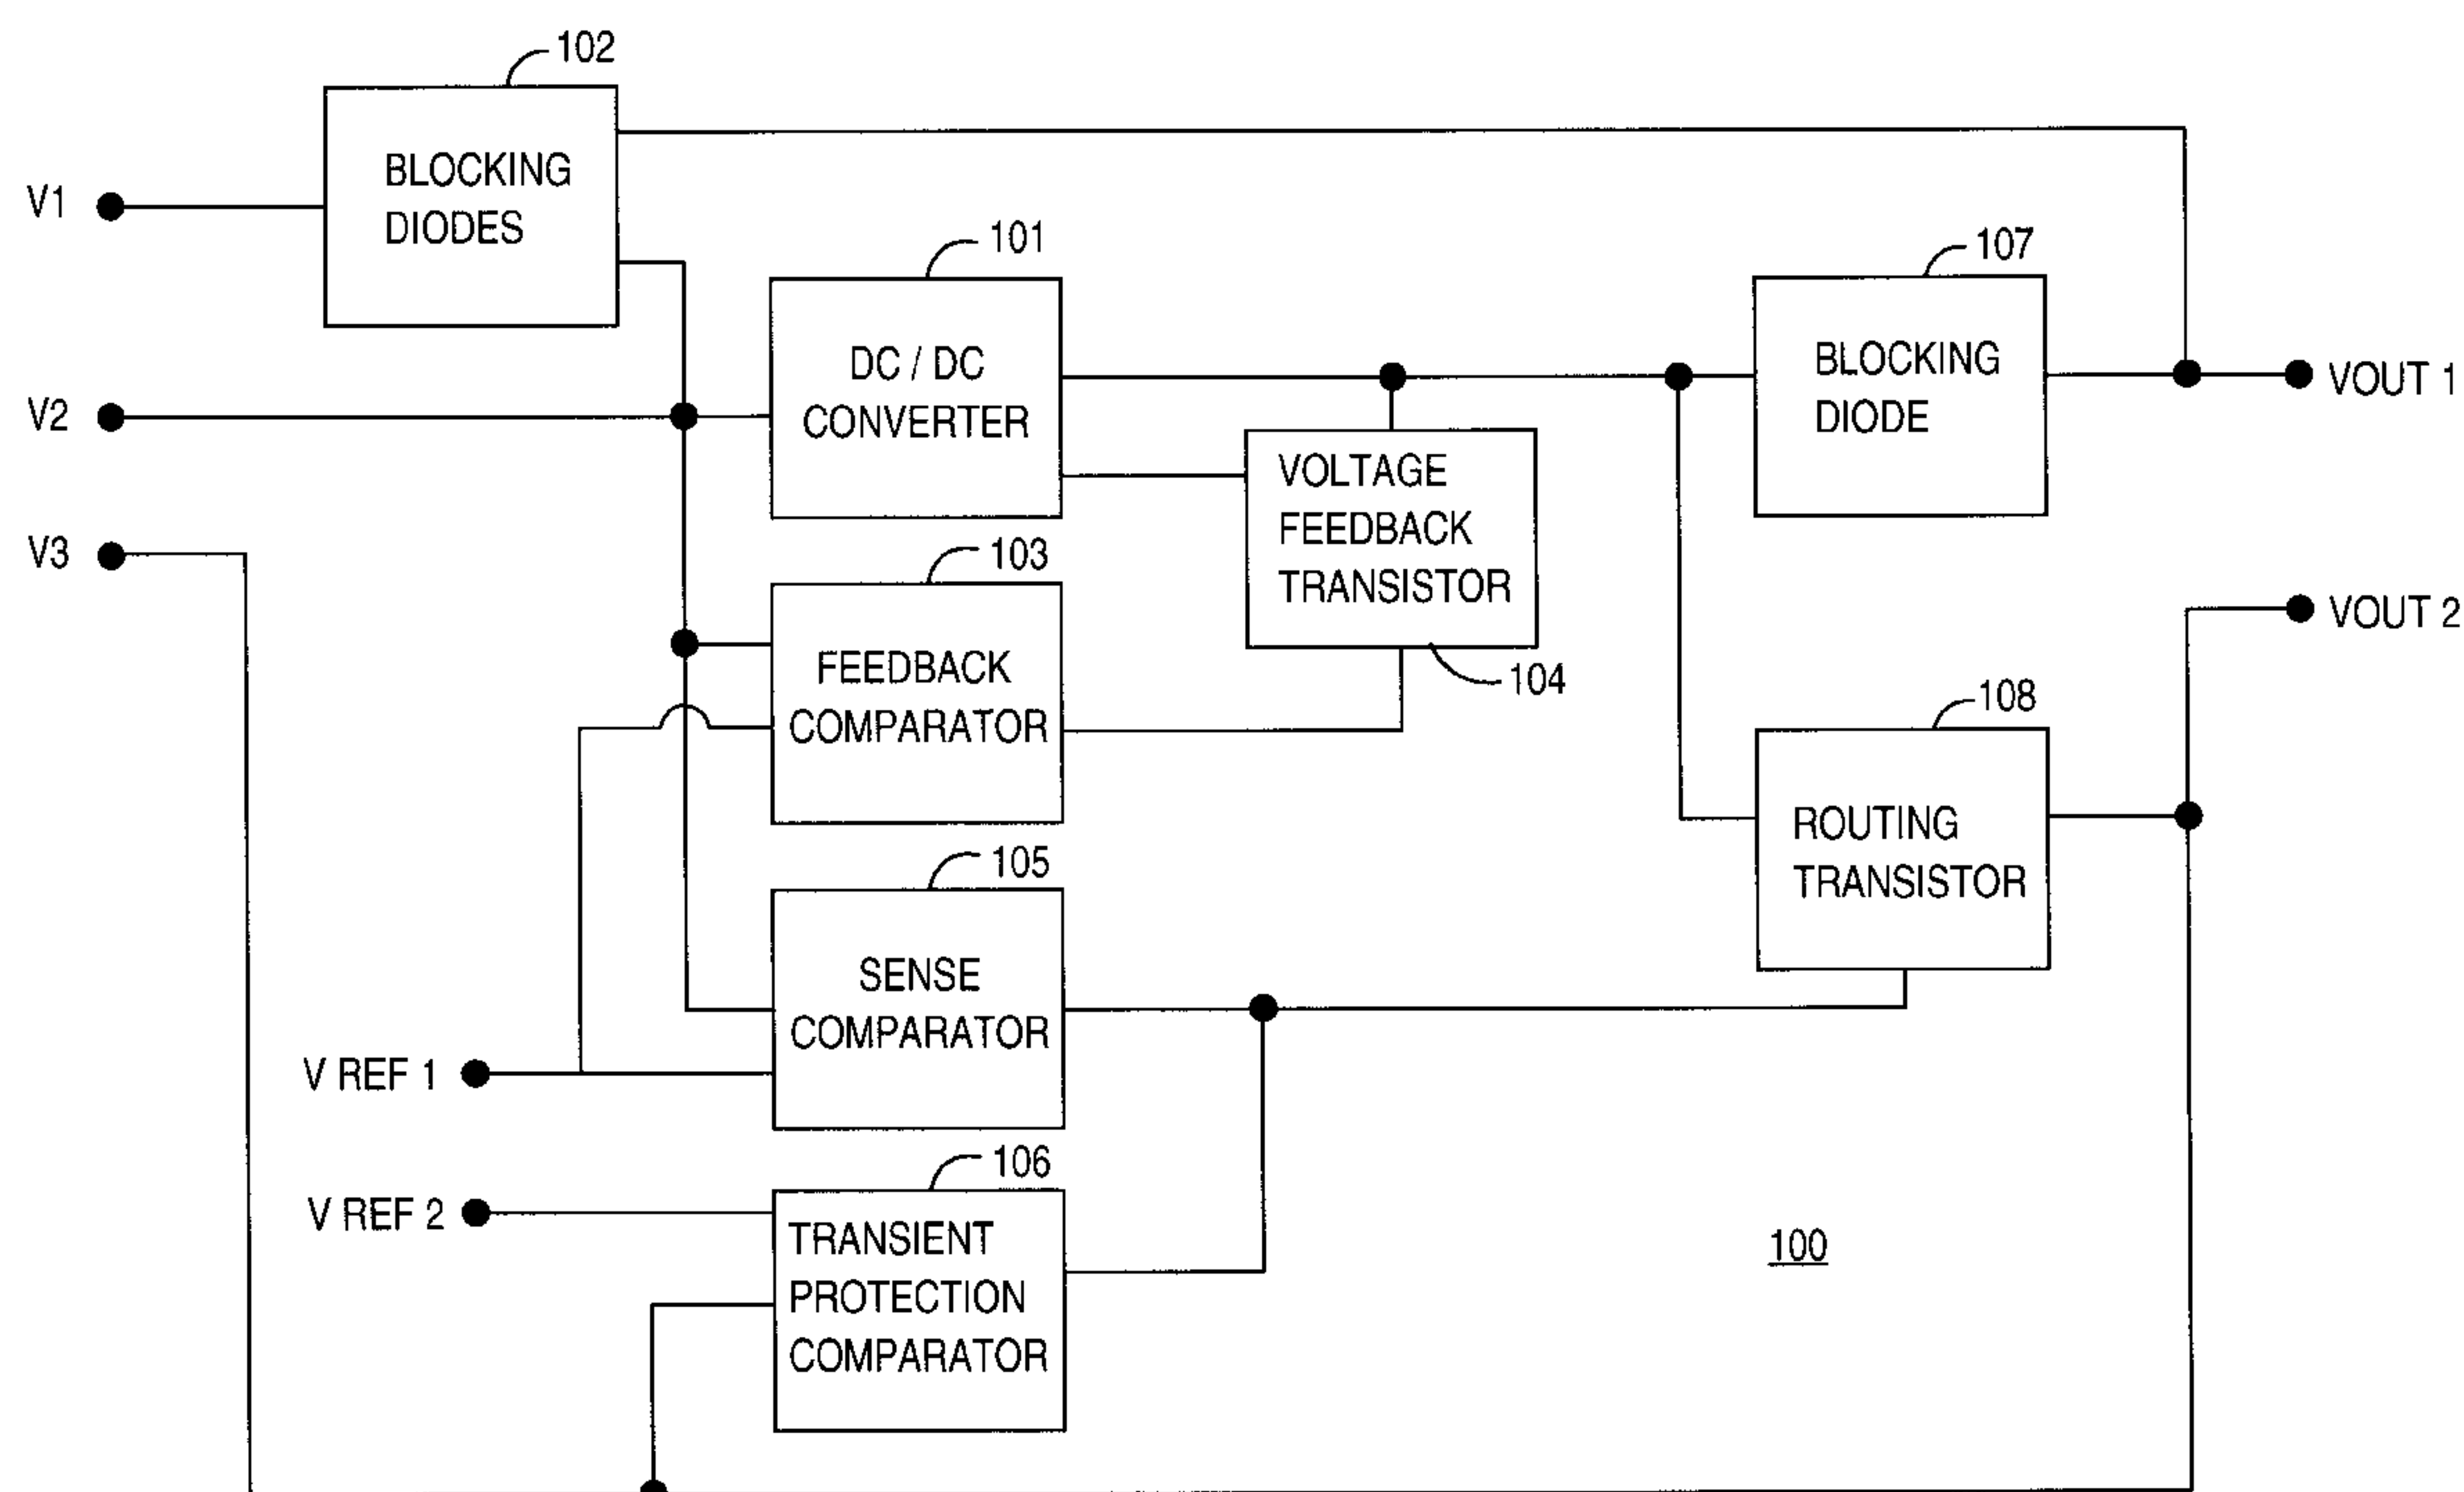 102
BLOCKING
DIODES
V1
101
107
DC / DC
CONVERTER
BLOCKING
DIODE
VOUT 1
V2
VOLTAGE
FEEDBACK
TRANSISTOR
V3
103
VOUT 2
FEEDBACK
COMPARATOR
104
108
ROUTING
TRANSISTOR
105
SENSE
COMPARATOR
V REF 1
106
V REF 2
TRANSIENT
PROTECTION
COMPARATOR
100